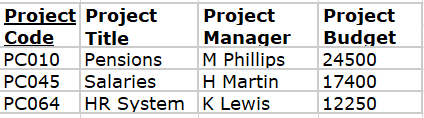 Project Code Project Title Project Manager Project Budget
PC010 Pensions M Phillips 24500
PC045 Salaries H Martin 17400
PC064 HR System K Lewis 12250